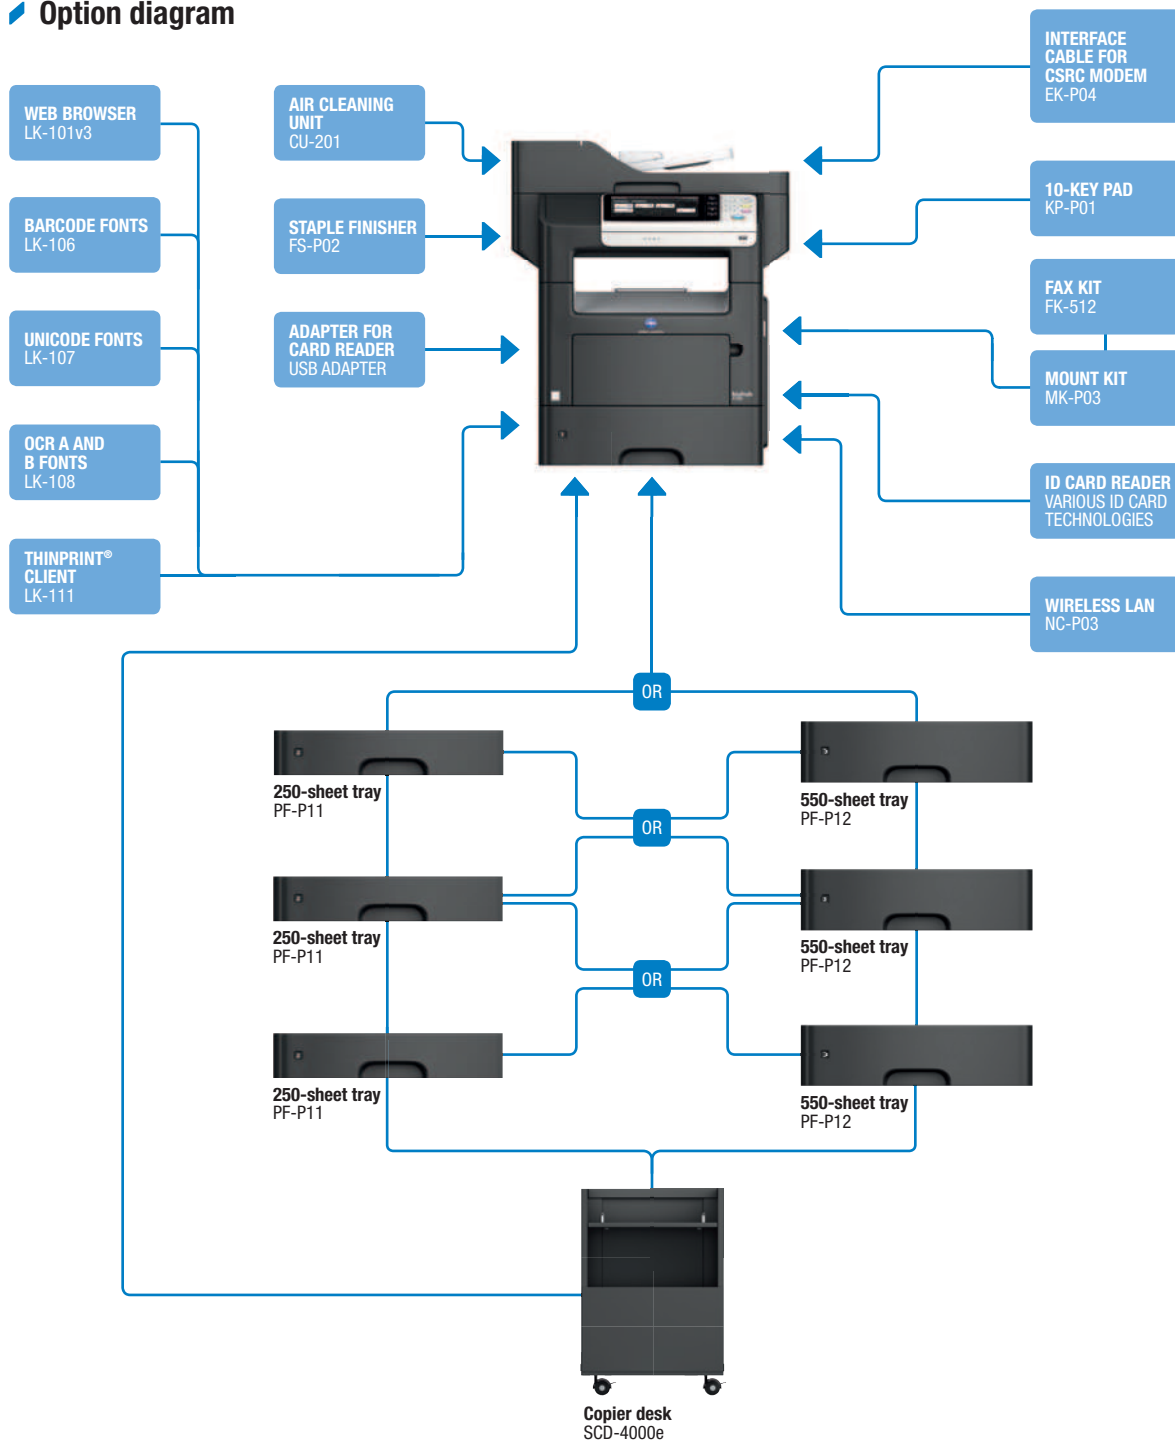 Option diagram
WEB BROWSER
LK-101v3
BARCODE FONTS
LK-106
UNICODE FONTS
LK-107
OCR A AND
B FONTS
LK-108
THINPRINT®
CLIENT
LK-111
AIR CLEANING
UNIT
CU-201
STAPLE FINISHER
FS-P02
ADAPTER FOR
CARD READER
USB ADAPTER
INTERFACE
CABLE FOR
CSRC MODEM
EK-P04
10-KEY PAD
KP-P01
FAX KIT
FK-512
MOUNT KIT
MK-P03
ID CARD READER
VARIOUS ID CARD
TECHNOLOGIES
WIRELESS LAN
NC-P03
OR
250-sheet tray
PF-P11
550-sheet tray
PF-P12
OR
250-sheet tray
PF-P11
550-sheet tray
PF-P12
OR
250-sheet tray
PF-P11
550-sheet tray
PF-P12
Copier desk
SCD-4000e